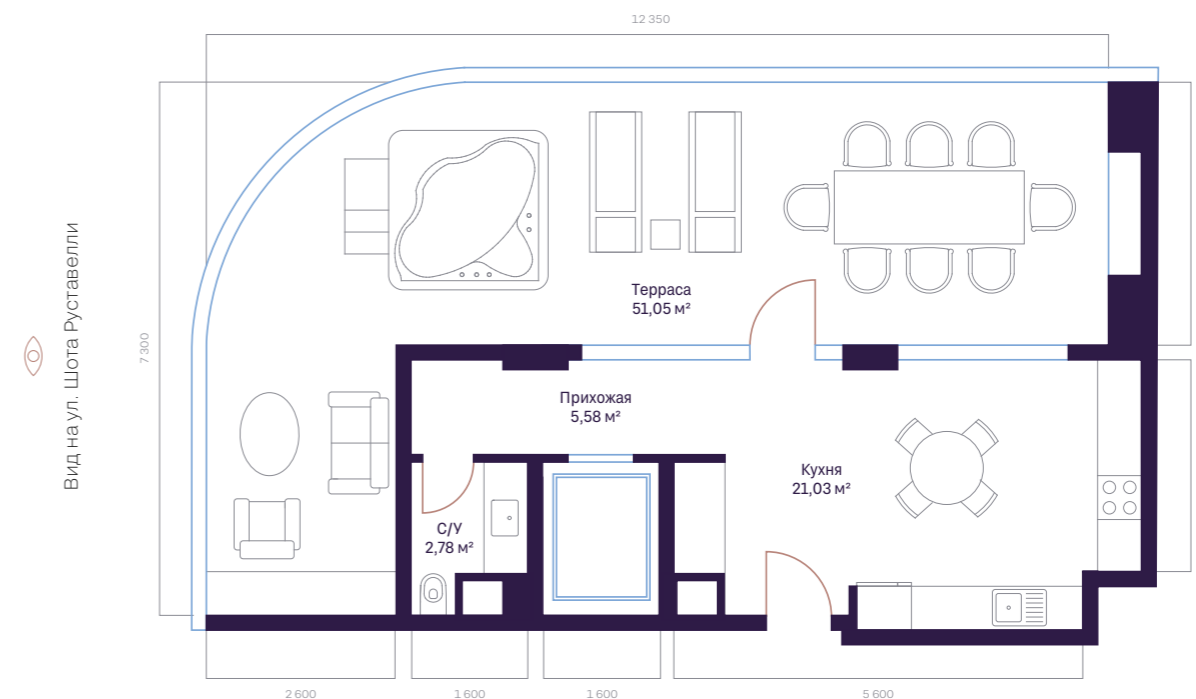 12 350
Вид на ул. Шота Руставелли
7 300
Терраса
51,05 м²
Прихожая
5,58 м²
Кухня
21,03 м²
С/У
2,78 м²
2 600
1 600
1 600
5 600